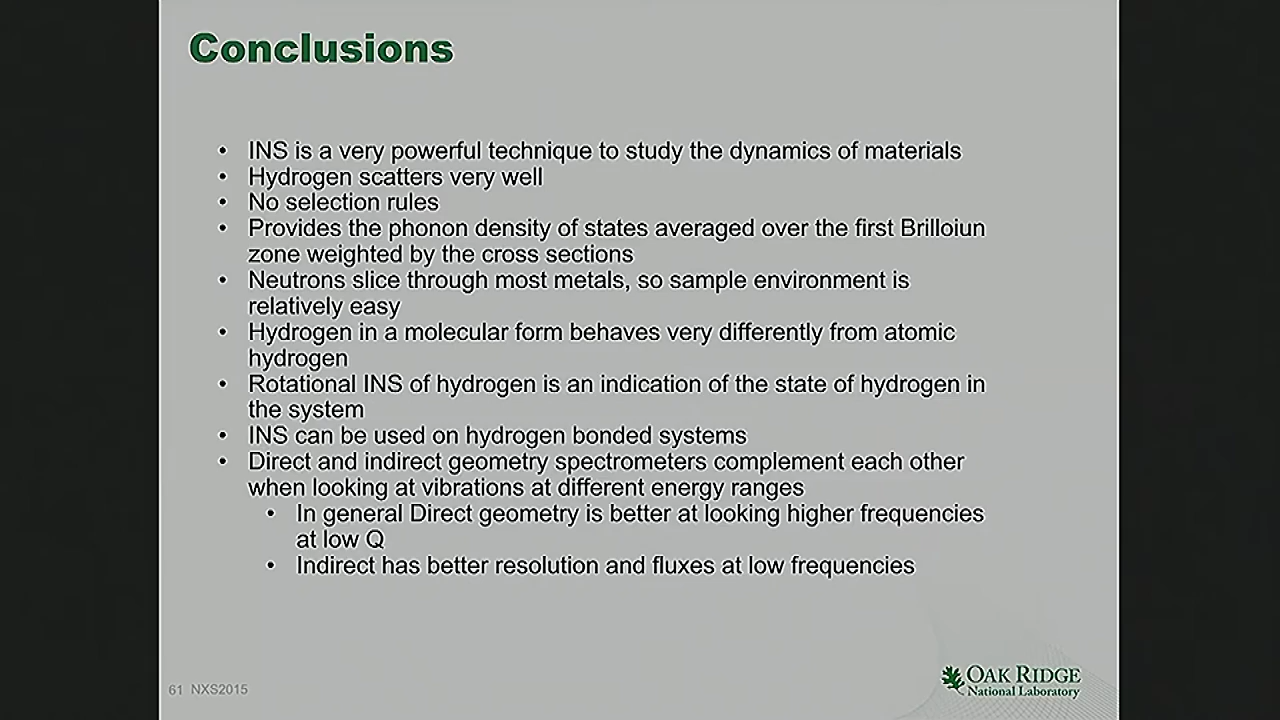 Conclusions
• INS is a very powerful technique to study the dynamics of materials
• Hydrogen scatters very well
• No selection rules
• Provides the phonon density of states averaged over the first Brilloiun
zone weighted by the cross sections
• Neutrons slice through most metals, so sample environment is
relatively easy
• Hydrogen in a molecular form behaves very differently from atomic
hydrogen
• Rotational INS of hydrogen is an indication of the state of hydrogen in
the system
• INS can be used on hydrogen bonded systems
• Direct and indirect geometry spectrometers complement each other
when looking at vibrations at different energy ranges
• In general Direct geometry is better at looking higher frequencies
at low Q
• Indirect has better resolution and fluxes at low frequencies
61 NXS2015
OAK RIDGE
National Laboratory